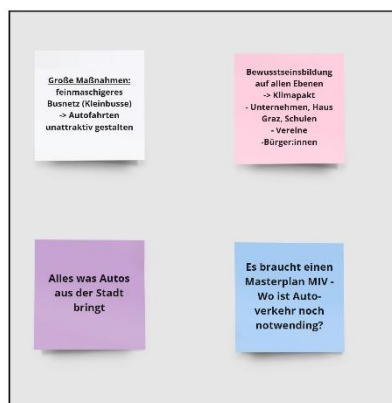 Große Maßnahmen:
feinmaschigeres
Busnetz (Kleinbusse)
-> Autofahrten
unattraktiv gestalten
Bewusstseinsbildung
auf allen Ebenen
-> Klimapakt
- Unternehmen, Haus
Graz, Schulen
- Vereine
-Bürger:innen
Alles was Autos
aus der Stadt
bringt
Es braucht einen
Masterplan MIV -
Wo ist Auto-
verkehr noch
notwending?